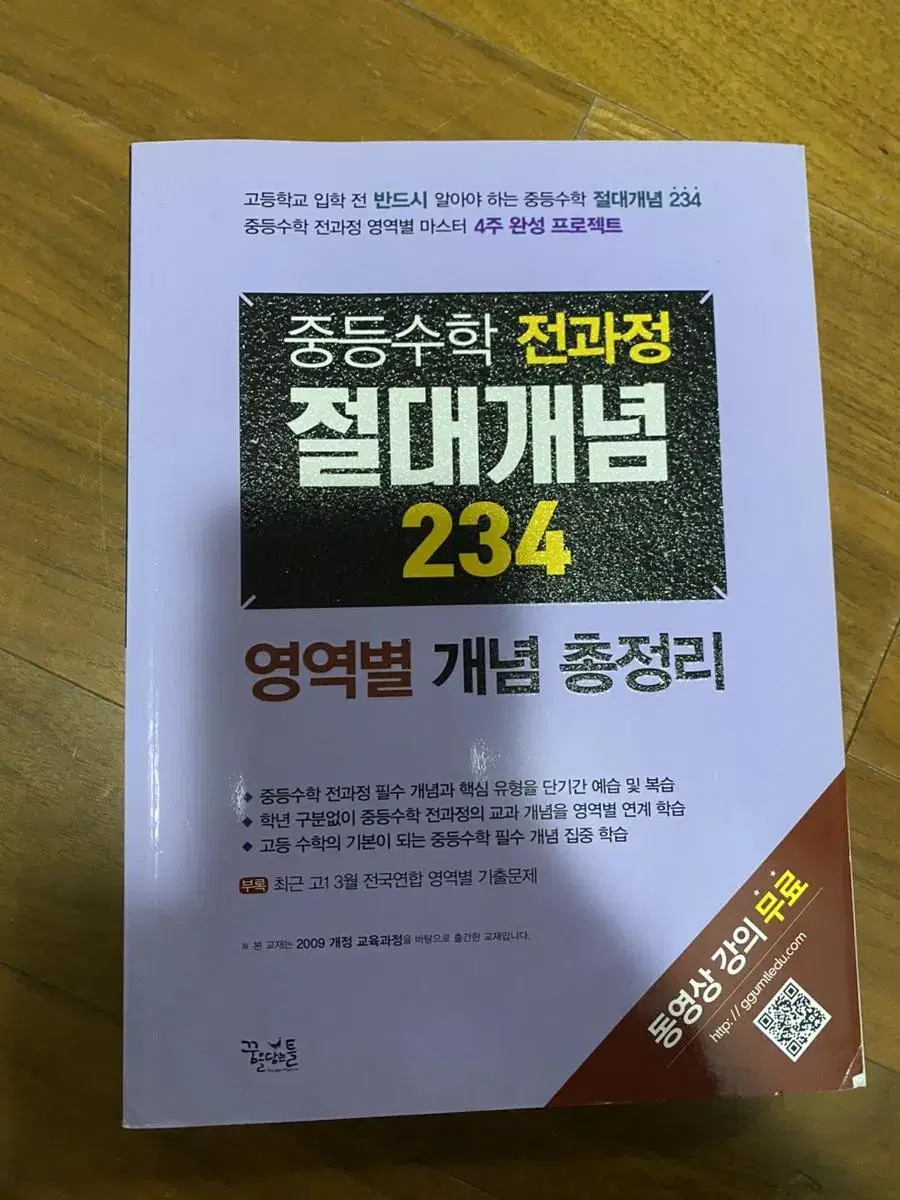 고등학교 입학 전 반드시 알아야 하는 중등수학 절대개념 234
중등수학 전과정 영역별 마스터 4주 완성 프로젝트
중등수학 전과정
절대개념
234
영역별 개념 총정리
◆ 중등수학 전과정 필수 개념과 핵심 유형을 단기간 예습 및 복습
◆ 학년 구분없이 중등수학 전과정의 교과 개념을 영역별 연계 학습
◆ 고등 수학의 기본이 되는 중등수학 필수 개념 집중 학습
부록 최근 고1 3월 전국연합 영역별 기출문제
※ 본 교재는 2009 개정 교육과정을 바탕으로 출간한 교재입니다.
동영상 강의 무료
http://ggumtledu.com
꿈을담는틀